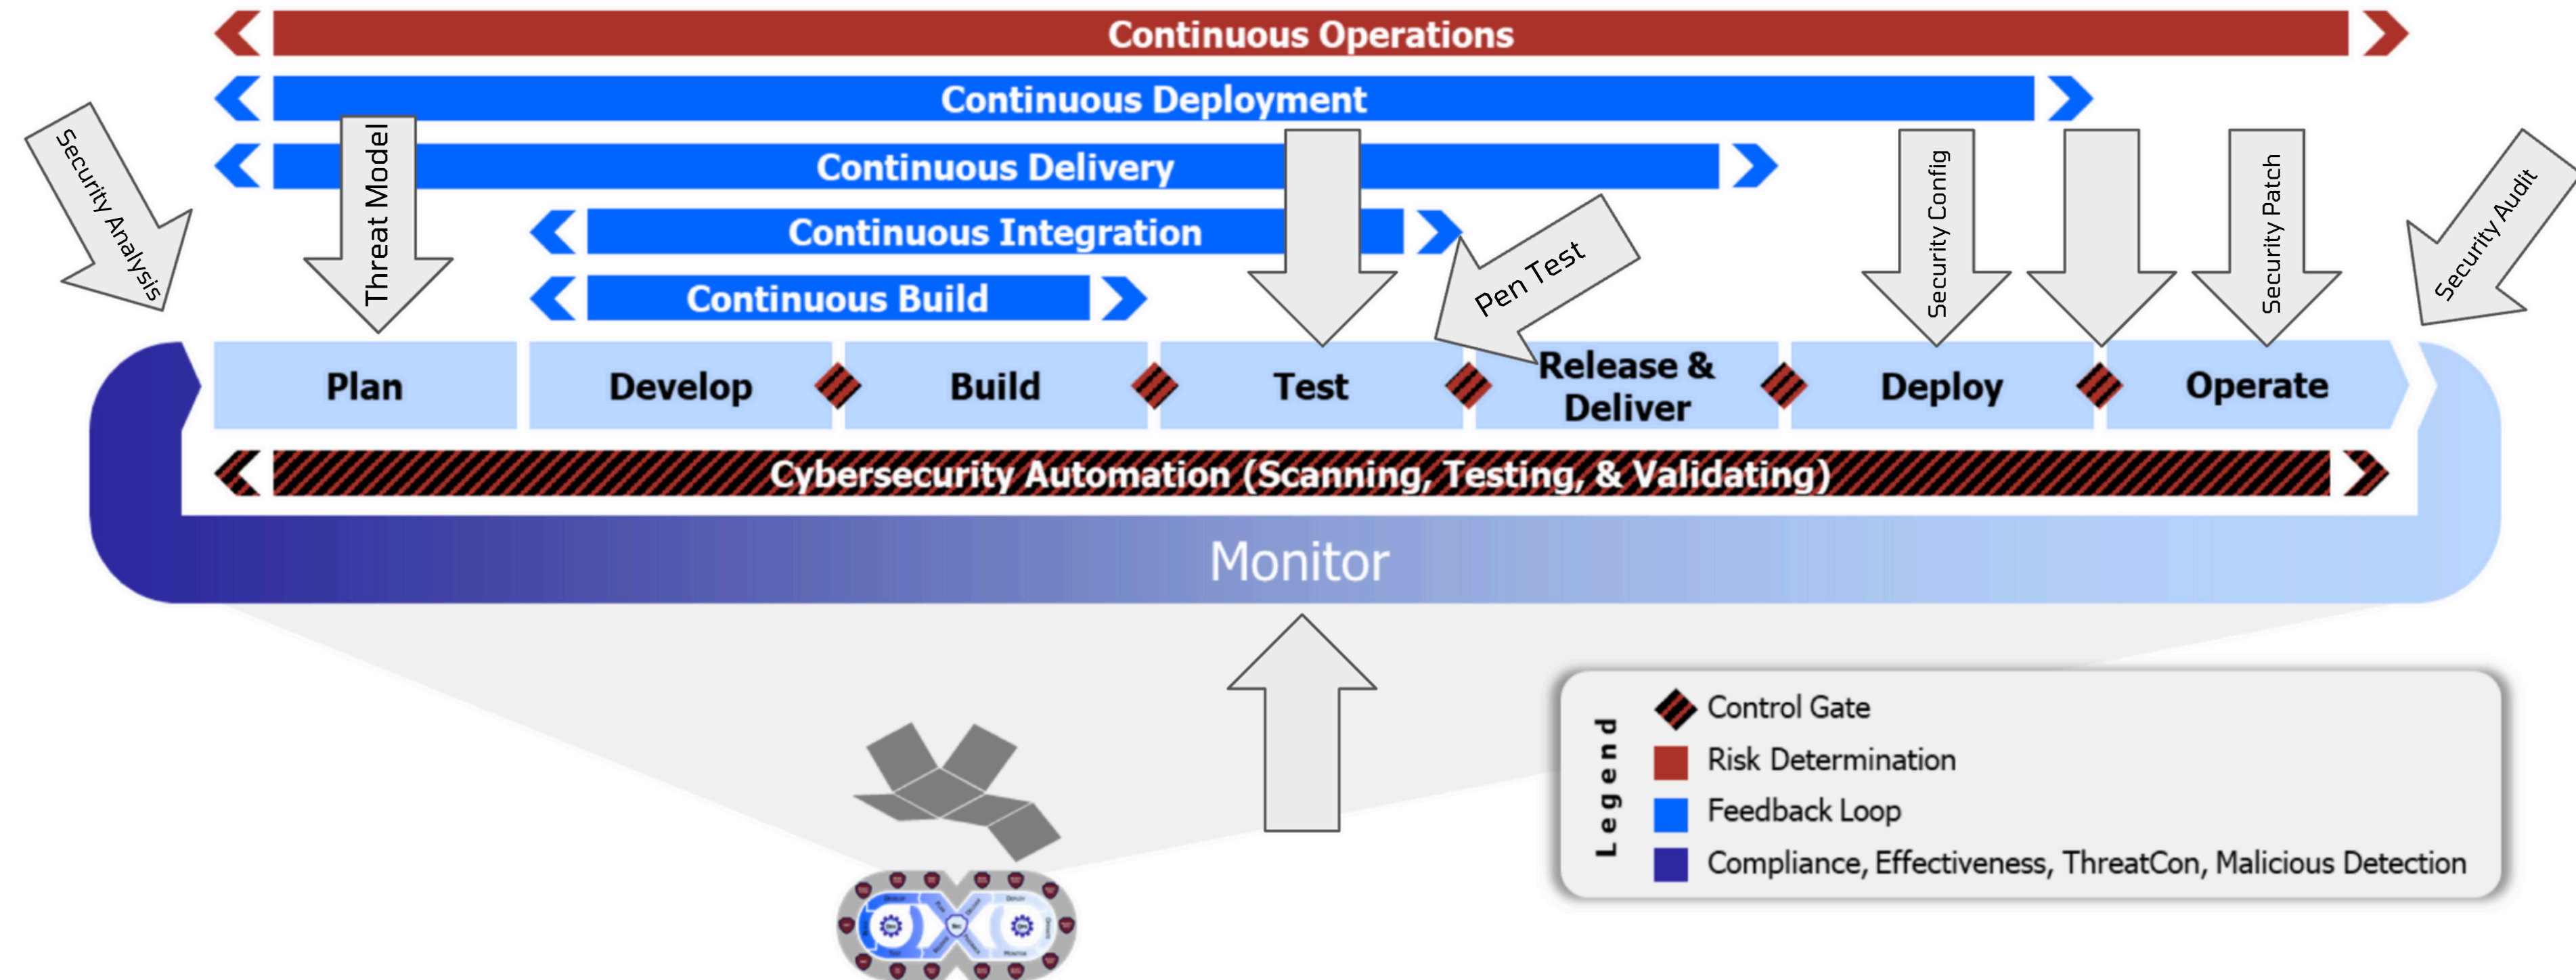 Continuous Operations
Continuous Deployment
Continuous Delivery
Continuous Integration
Continuous Build
Security Analysis
Threat Model
Pen Test
Security Config
Security Patch
Security Audit
Plan
Develop
Build
Test
Release &
Deliver
Deploy
Operate
Cybersecurity Automation (Scanning, Testing, & Validating)
Monitor
Legend
Control Gate
Risk Determination
Feedback Loop
Compliance, Effectiveness, ThreatCon, Malicious Detection